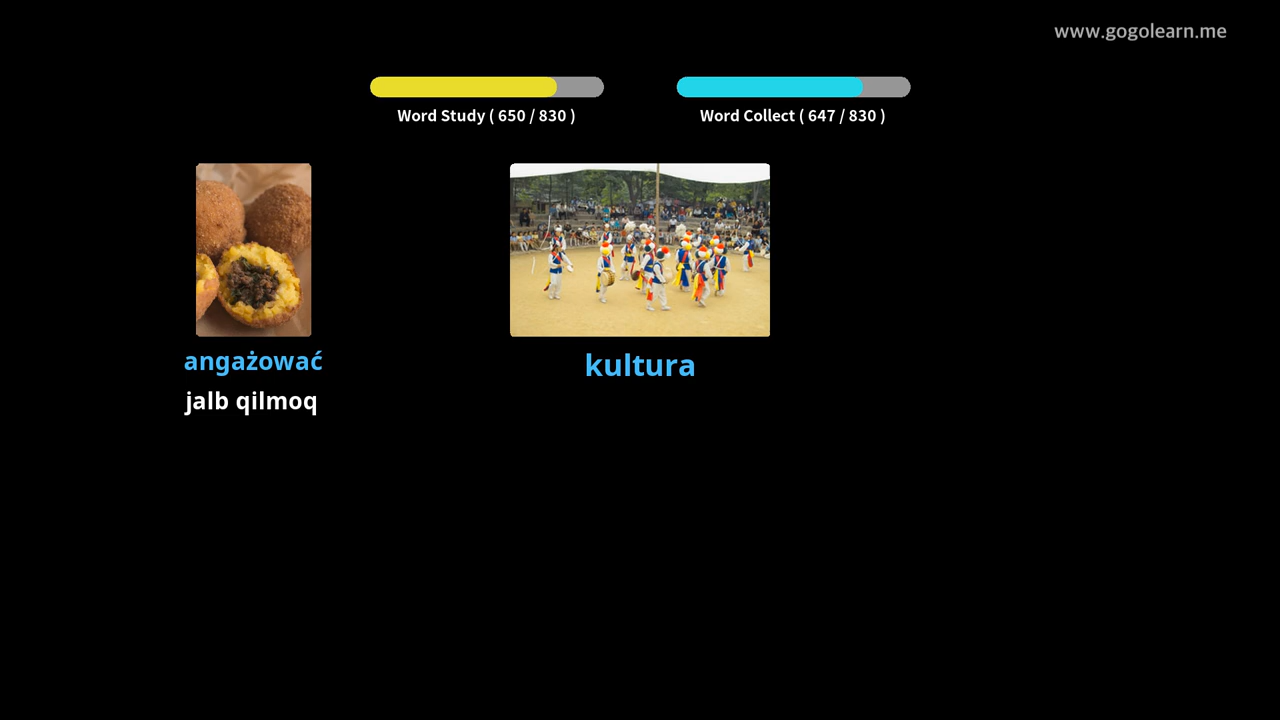 www.gogolearn.me
Word Study ( 650 / 830 )
Word Collect ( 647 / 830 )
angażować
jalb qilmoq
kultura